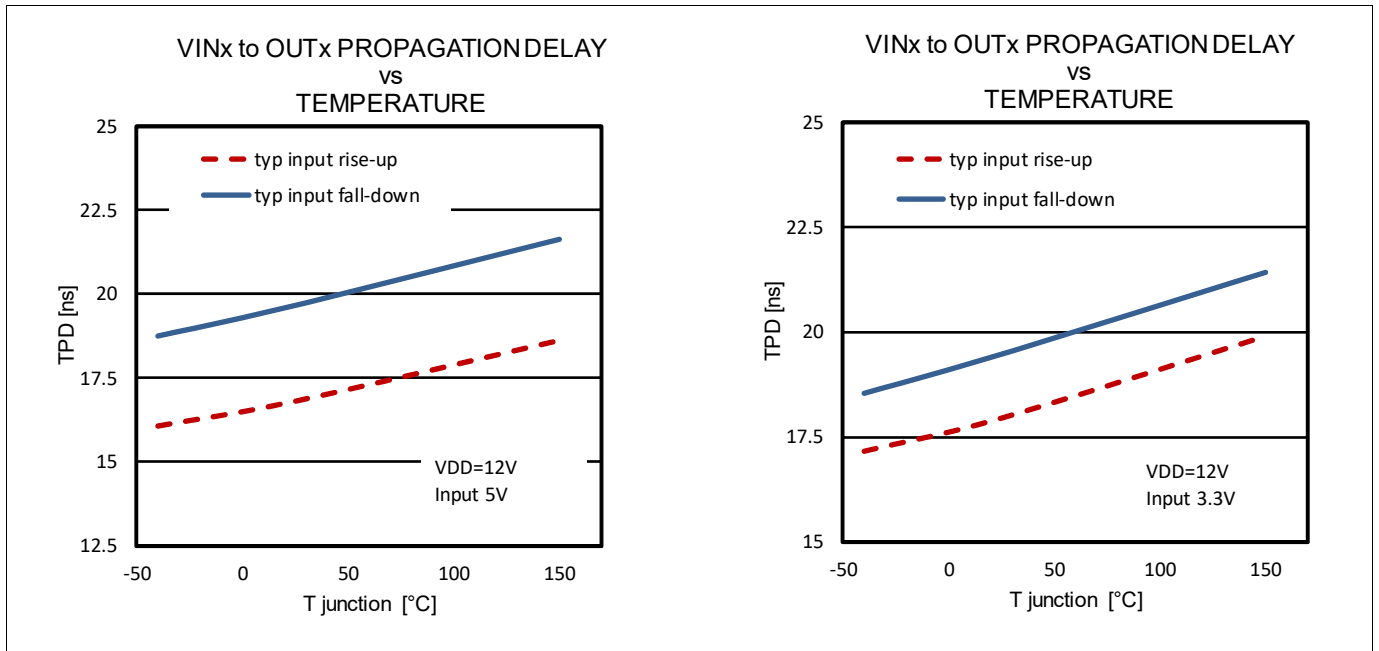 VINx to OUTx PROPAGATION DELAY
vs
TEMPERATURE
25
22.5
20
17.5
15
12.5
TPD [ns]
typ input rise-up
typ input fall-down
VDD=12V
Input 5V
-50
0
50
100
150
T junction [°C]
VINx to OUTx PROPAGATION DELAY
vs
TEMPERATURE
25
22.5
20
17.5
15
TPD [ns]
typ input rise-up
typ input fall-down
VDD=12V
Input 3.3V
-50
0
50
100
150
T junction [°C]